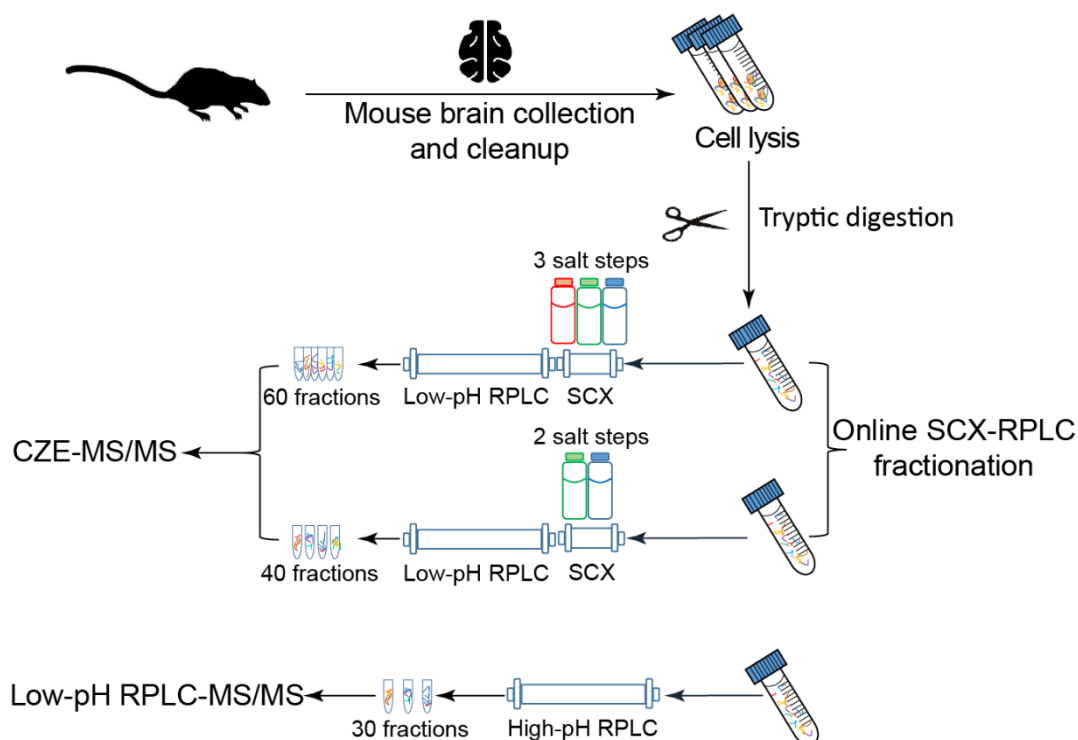 Mouse brain collection
and cleanup
Cell lysis
Tryptic digestion
3 salt steps
60 fractions
Low-pH RPLC
SCX
2 salt steps
CZE-MS/MS
Online SCX-RPLC
fractionation
40 fractions
Low-pH RPLC
SCX
Low-pH RPLC-MS/MS
30 fractions
High-pH RPLC